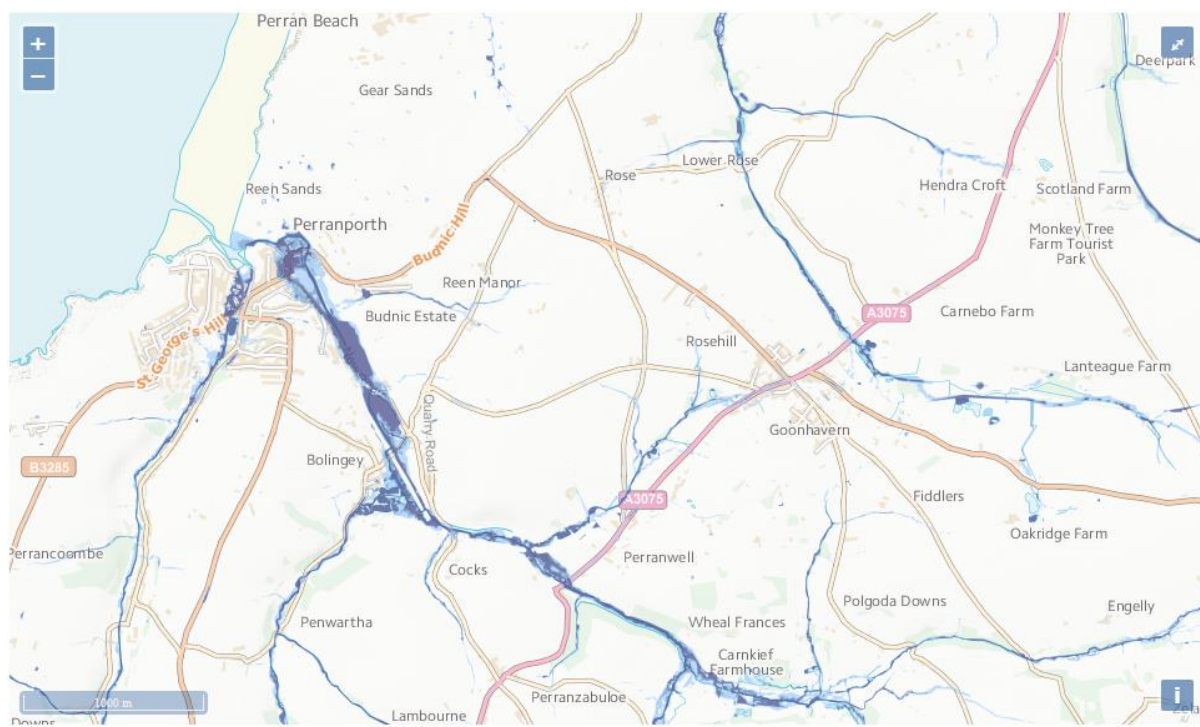 Perran Beach
+
−
Gear Sands
Deerpark
Lower Rose
Rose
Hendra Croft
Scotland Farm
Reen Sands
Perranporth
Budnic Hill
Monkey Tree
Farm Tourist
Park
Reen Manor
Budnic Estate
A3075
Carnebo Farm
St George's Hill
Rosehill
Lanteague Farm
Quarry Road
Goonhavern
Bolingey
B3285
A3075
Fiddlers
Oakridge Farm
Perrancoombe
Perranwell
Cocks
Polgoda Downs
Engelly
Penwartha
Wheal Frances
Carnkief
Farmhouse
Perranzabuloe
1000 m
i
Lambourne
Downs
Zela